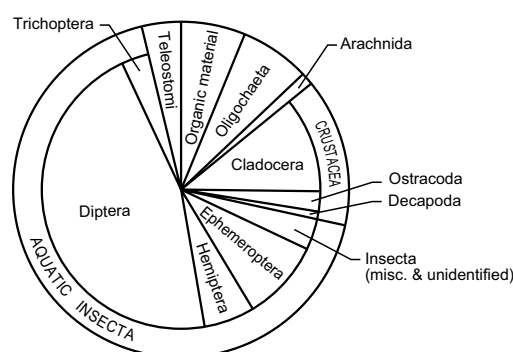 Trichoptera
Teleostomi
Organic material
Oligochaeta
Arachnida
CRUSTACEA
Cladocera
Ostracoda
Decapoda
Insecta
(misc. & unidentified)
Ephemeroptera
Hemiptera
Diptera
AQUATIC INSECTA